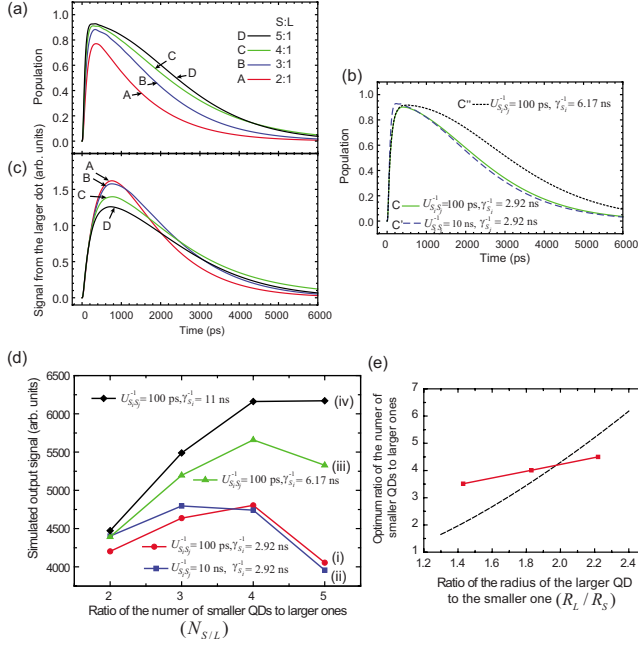 (a)
S:L
D 5:1
C 4:1
B 3:1
A 2:1
C
D
B
A
Population
1.0
0.8
0.6
0.4
0.2
0.0
(b)
C" U_{S_iS_j}^{-1}=100 ps, γ_{S_i}^{-1}=6.17 ns
C U_{S_iS_j}^{-1}=100 ps, γ_{S_i}^{-1}=2.92 ns
C' U_{S_iS_j}^{-1}=10 ns, γ_{S_i}^{-1}=2.92 ns
Population
1.0
0.8
0.6
0.4
0.2
0.0
0 1000 2000 3000 4000 5000 6000
Time (ps)
(c)
A
B
C
D
Signal from the larger dot (arb. units)
1.5
1.0
0.5
0.0
0 1000 2000 3000 4000 5000 6000
Time (ps)
(d)
U_{S_iS_j}^{-1}=100 ps, γ_{S_i}^{-1}= 11 ns
(iv)
(iii)
U_{S_iS_j}^{-1}=100 ps, γ_{S_i}^{-1}= 6.17 ns
U_{S_iS_j}^{-1}=100 ps, γ_{S_i}^{-1}=2.92 ns
(i)
U_{S_iS_j}^{-1}=10 ns, γ_{S_i}^{-1}=2.92 ns
(ii)
Simulated output signal (arb. units)
6500
6250
6000
5750
5500
5250
5000
4750
4500
4250
4000
2 3 4 5
Ratio of the numer of smaller QDs to larger ones
(N_{S/L})
(e)
Optimum ratio of the numer of
smaller QDs to larger ones
7
6
5
4
3
2
1
1.2 1.4 1.6 1.8 2.0 2.2 2.4
Ratio of the radius of the larger QD
to the smaller one (R_L / R_S)